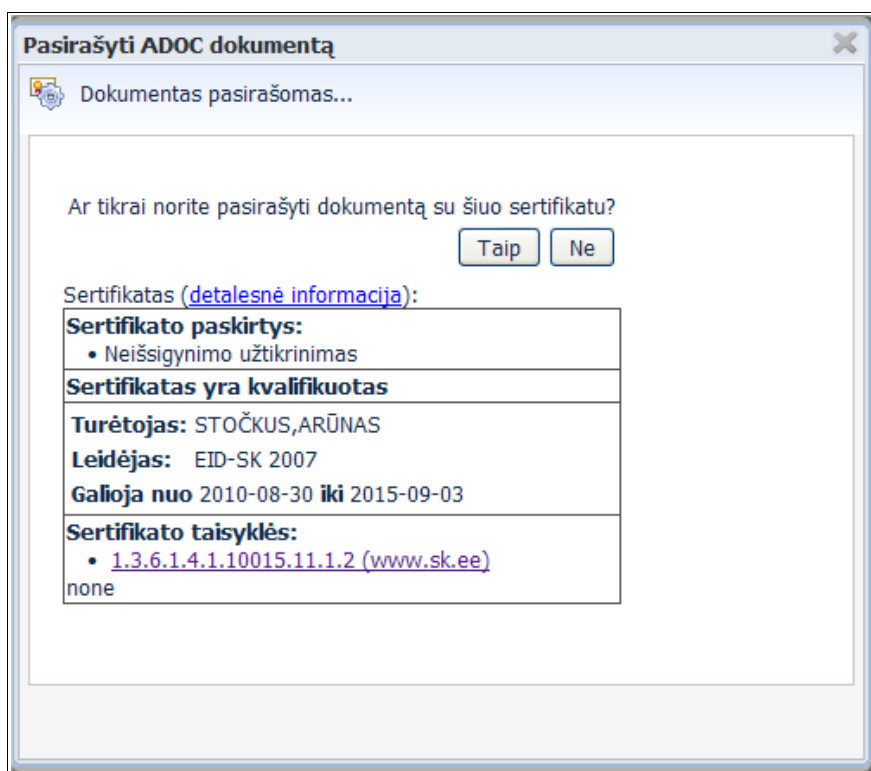 Pasirašyti ADOC dokumentą
Dokumentas pasirašomas...
Ar tikrai norite pasirašyti dokumentą su šiuo sertifikatu?
Taip Ne
Sertifikatas (detalesnė informacija):
Sertifikato paskirtys:
• Neišsigynimo užtikrinimas
Sertifikatas yra kvalifikuotas
Turėtojas: STOČKUS,ARŪNAS
Leidėjas: EID-SK 2007
Galioja nuo 2010-08-30 iki 2015-09-03
Sertifikato taisyklės:
• 1.3.6.1.4.1.10015.11.1.2 (www.sk.ee)
none